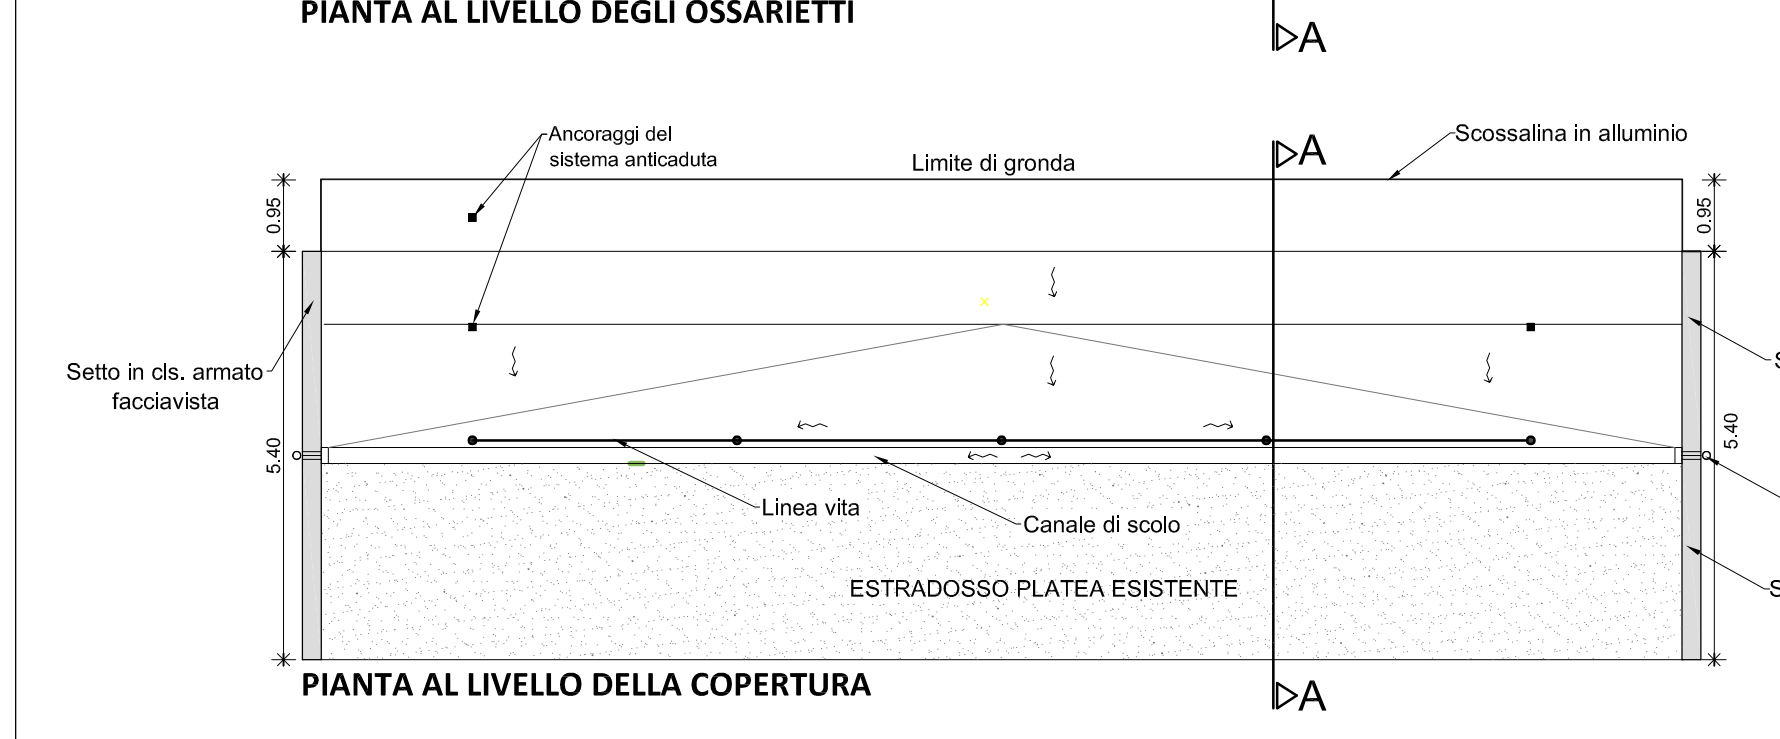 PIANTA AL LIVELLO DEGLI OSSARIETTI
A
Ancoraggi del
sistema anticaduta
Limite di gronda
A
Scossalina in alluminio
0.95
0.95
Setto in cls. armato
facciavista
S
5.40
5.40
Linea vita
Canale di scolo
ESTRADOSSO PLATEA ESISTENTE
S
PIANTA AL LIVELLO DELLA COPERTURA
A